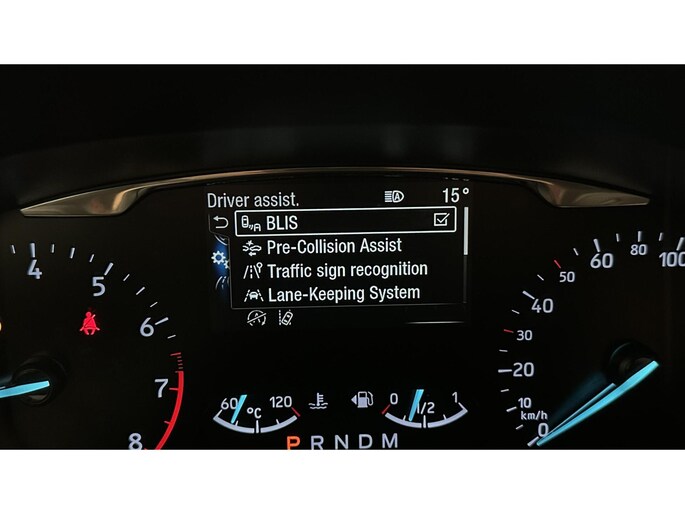 Driver assist. 15°
BLIS
Pre-Collision Assist
Traffic sign recognition
Lane-Keeping System
4
5
6
7
8
60 120
°C
0 1/2 1
P R N D M
0
10
20
30
40
50
60
80
100
km/h